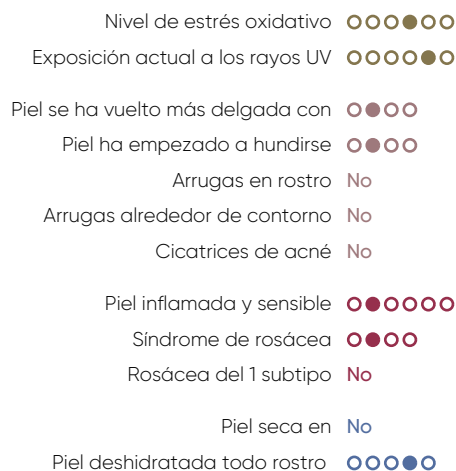 Nivel de estrés oxidativo
Exposición actual a los rayos UV
Piel se ha vuelto más delgada con
Piel ha empezado a hundirse
Arrugas en rostro No
Arrugas alrededor de contorno No
Cicatrices de acné No
Piel inflamada y sensible
Síndrome de rosácea
Rosácea del 1 subtipo No
Piel seca en No
Piel deshidratada todo rostro